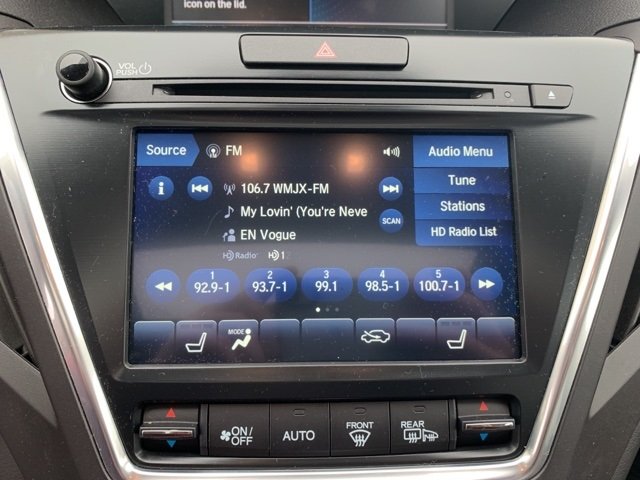 icon on the lid.
VOL
PUSH
Source
FM
Audio Menu
106.7 WMJX-FM
Tune
My Lovin' (You're Neve
SCAN
Stations
EN Vogue
HD Radio List
HD Radio
HD 1
1
92.9-1
2
93.7-1
3
99.1
4
98.5-1
5
100.7-1
MODE
ON/
OFF
AUTO
FRONT
REAR